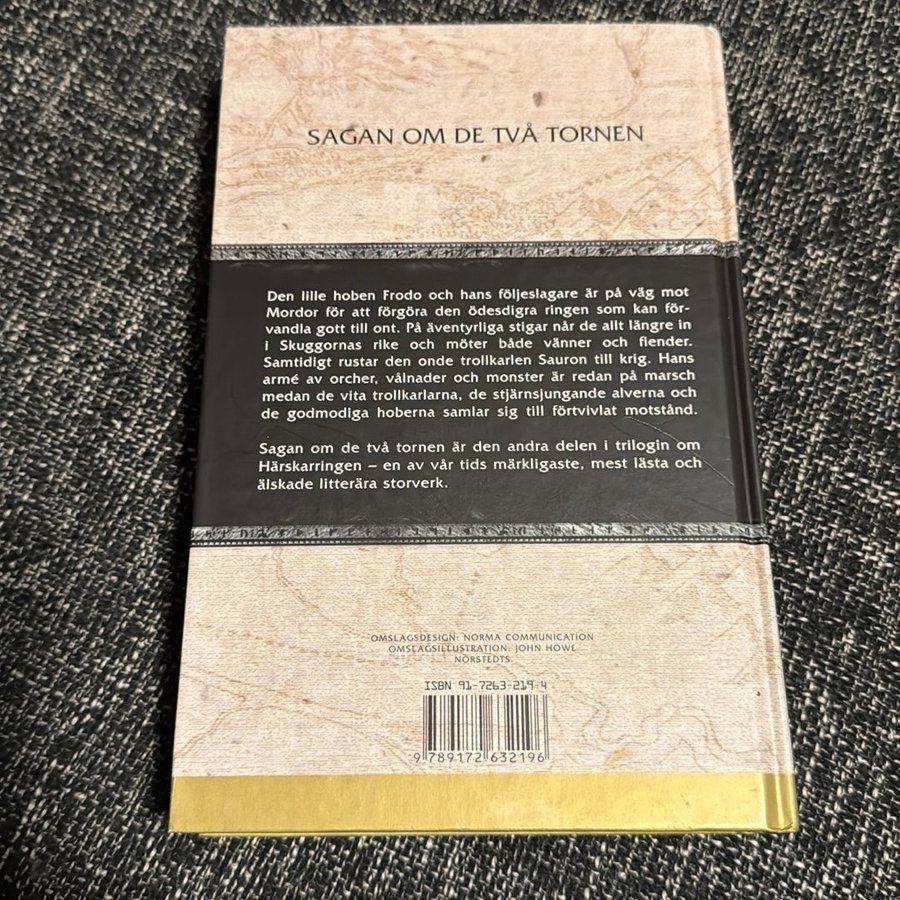 SAGAN OM DE TVÅ TORNEN
Den lille hoben Frodo och hans följeslagare är på väg mot
Mordor för att förgöra den ödesdigra ringen som kan för-
vandla gott till ont. På äventyrliga stigar når de allt längre in
i Skuggornas rike och möter både vänner och fiender.
Samtidigt rustar den onde trollkarlen Sauron till krig. Hans
armé av orcher, vålnader och monster är redan på marsch
medan de vita trollkarlarna, de stjärnsjungande alverna och
de godmodiga hoberna samlar sig till förtvivlat motstånd.
Sagan om de två tornen är den andra delen i trilogin om
Härskarringen – en av vår tids märkligaste, mest lästa och
älskade litterära storverk.
OMSLAGSDESIGN: NORMA COMMUNICATION
OMSLAGSILLUSTRATION: JOHN HOWE
NORSTEDTS
ISBN 91-7263-219-4
9 789172 632196